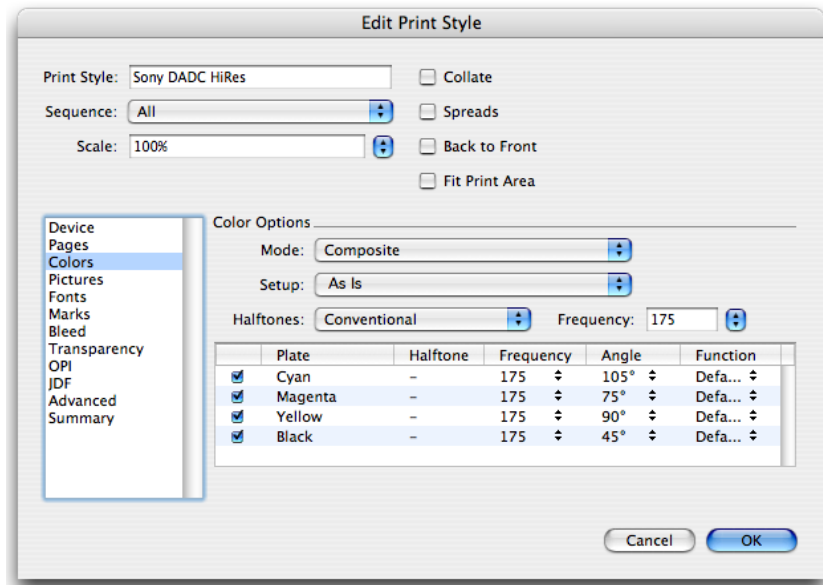 Edit Print Style
Print Style: Sony DADC HiRes
Collate
Sequence: All
Spreads
Scale: 100%
Back to Front
Fit Print Area
Device
Pages
Colors
Pictures
Fonts
Marks
Bleed
Transparency
OPI
JDF
Advanced
Summary
Color Options
Mode: Composite
Setup: As Is
Halftones: Conventional Frequency: 175
Plate Halftone Frequency Angle Function
Cyan – 175 105° Defa...
Magenta – 175 75° Defa...
Yellow – 175 90° Defa...
Black – 175 45° Defa...
Cancel OK